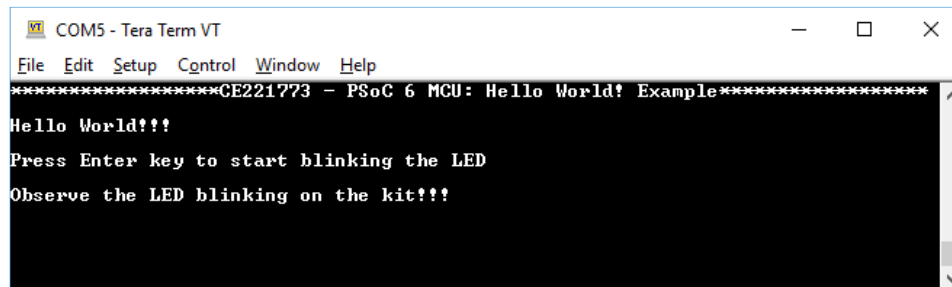 COM5 - Tera Term VT
File Edit Setup Control Window Help
******************CE221773 - PSoC 6 MCU: Hello World! Example******************
Hello World!!!
Press Enter key to start blinking the LED
Observe the LED blinking on the kit!!!